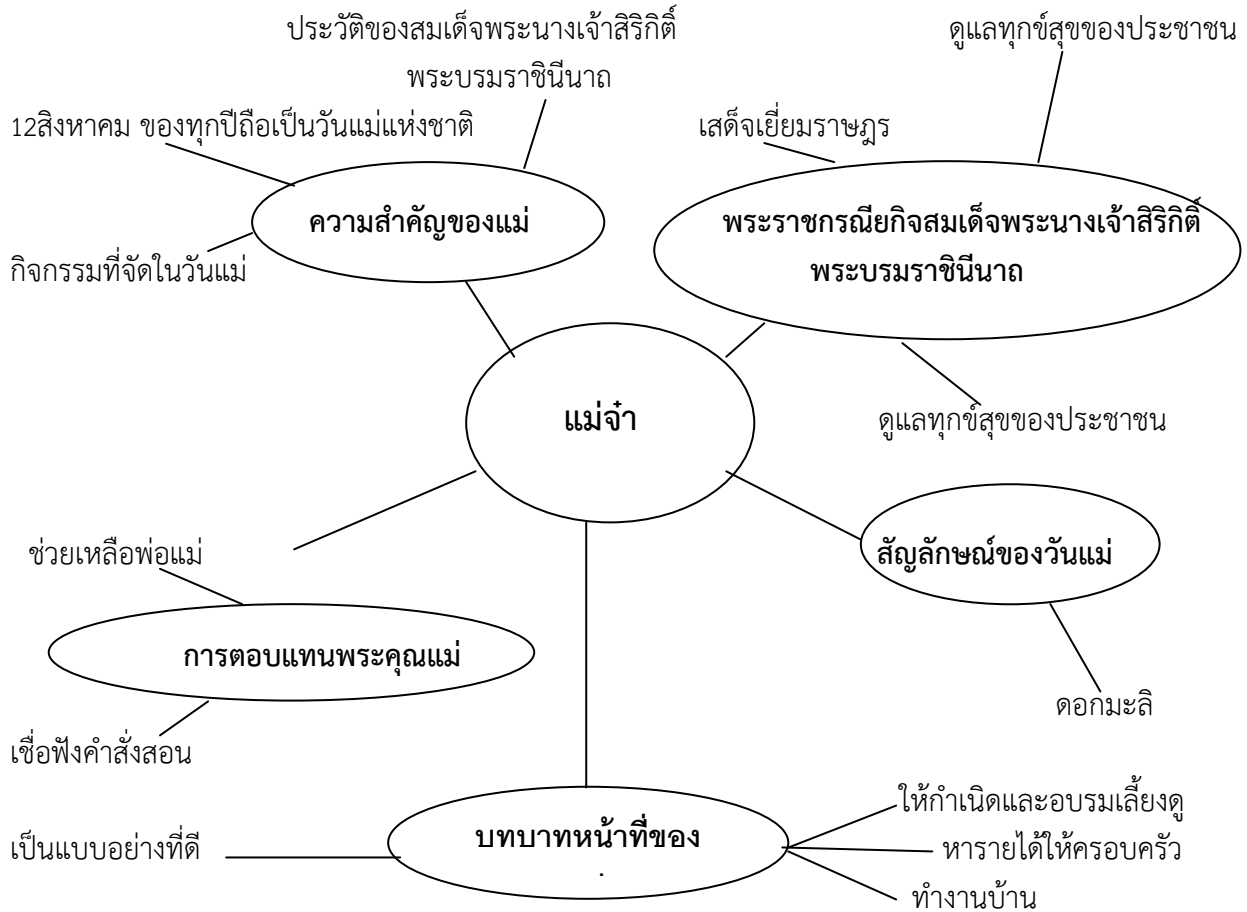 ประวัติของสมเด็จพระนางเจ้าสิริกิติ์
พระบรมราชินีนาถ
ดูแลทุกข์สุขของประชาชน
12สิงหาคม ของทุกปีถือเป็นวันแม่แห่งชาติ
เสด็จเยี่ยมราษฎร
ความสำคัญของแม่
พระราชกรณียกิจสมเด็จพระนางเจ้าสิริกิติ์
พระบรมราชินีนาถ
กิจกรรมที่จัดในวันแม่
แม่จ๋า
ดูแลทุกข์สุขของประชาชน
ช่วยเหลือพ่อแม่
สัญลักษณ์ของวันแม่
การตอบแทนพระคุณแม่
ดอกมะลิ
เชื่อฟังคำสั่งสอน
บทบาทหน้าที่ของ
.
เป็นแบบอย่างที่ดี
ให้กำเนิดและอบรมเลี้ยงดู
หารายได้ให้ครอบครัว
ทำงานบ้าน